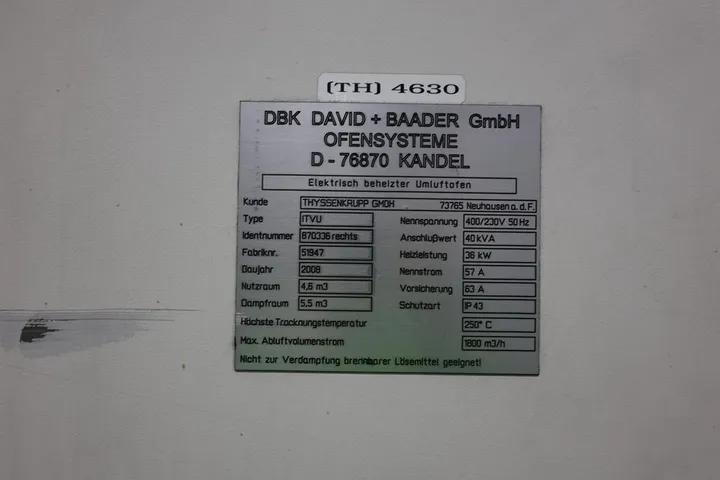 (TH) 4630
DBK DAVID + BAADER GmbH
OFENSYSTEME
D - 76870 KANDEL
Elektrisch beheizter Umluftofen
Kunde THYSSENKRUPP GMDH 73765 Neuhausen a. d. F.
Type ITVU Nennspannung 400/230V 50 Hz
Identnummer 870336 rechts Anschlußwert 40 kVA
Fabriknr. 51947 Heizleistung 36 kW
Baujahr 2008 Nennstrom 57 A
Nutzraum 4,6 m3 Vorsicherung 63 A
Dampfraum 5,5 m3 Schutzart IP 43
Höchste Trocknungstemperatur 250° C
Max. Abluftvolumenstrom 1800 m3/h
Nicht zur Verdampfung brennbarer Lösemittel geeignet!